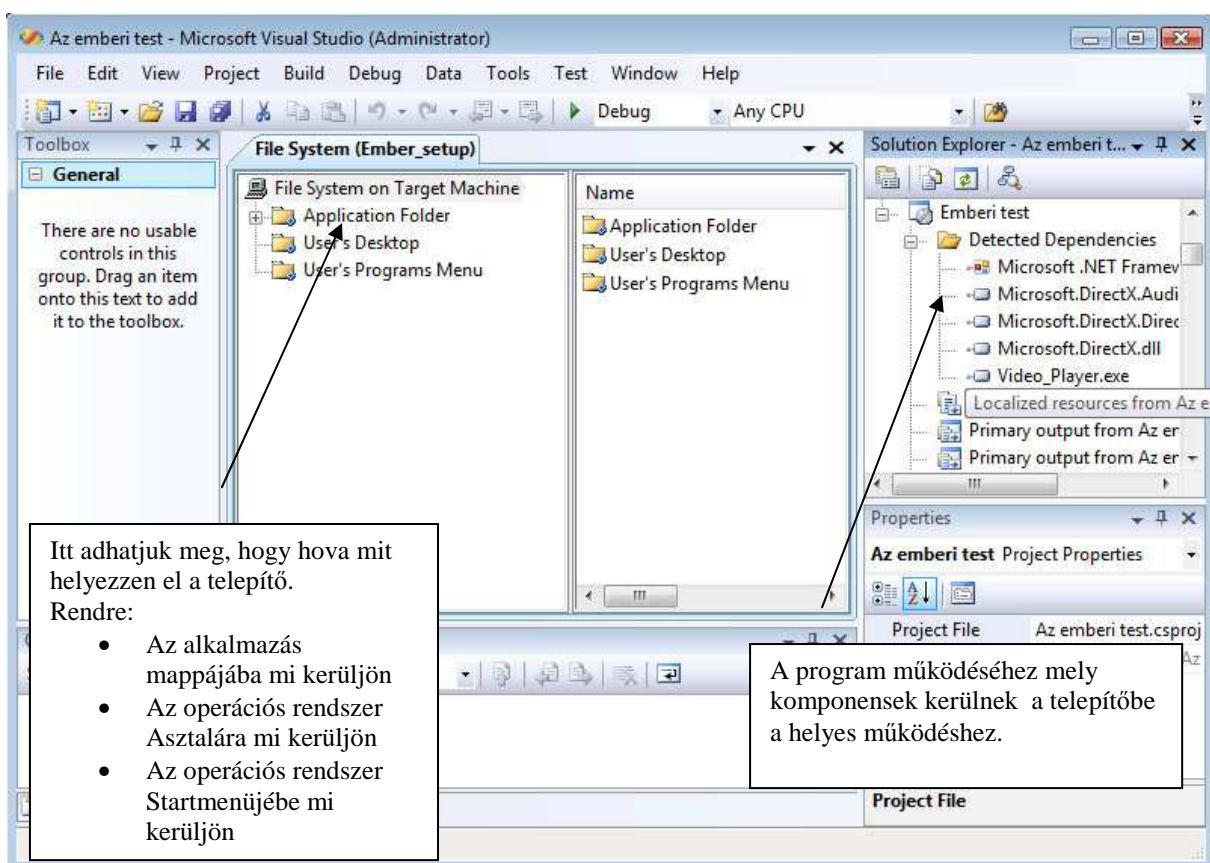 Az emberi test - Microsoft Visual Studio (Administrator)
File Edit View Project Build Debug Data Tools Test Window Help
Debug Any CPU
Toolbox
General
There are no usable
controls in this
group. Drag an item
onto this text to add
it to the toolbox.
File System (Ember_setup)
File System on Target Machine
Application Folder
User's Desktop
User's Programs Menu
Name
Application Folder
User's Desktop
User's Programs Menu
Solution Explorer - Az emberi t...
Emberi test
Detected Dependencies
Microsoft .NET Framew
Microsoft.DirectX.Audi
Microsoft.DirectX.Direc
Microsoft.DirectX.dll
Video_Player.exe
Localized resources from Az e
Primary output from Az er
Primary output from Az er
Properties
Az emberi test Project Properties
Project File Az emberi test.csproj
Az
Project File
Itt adhatjuk meg, hogy hova mit
helyezzen el a telepítő.
Rendre:
• Az alkalmazás
mappájába mi kerüljön
• Az operációs rendszer
Asztalára mi kerüljön
• Az operációs rendszer
Startmenüjébe mi
kerüljön
A program működéséhez mely
komponensek kerülnek a telepítőbe
a helyes működéshez.